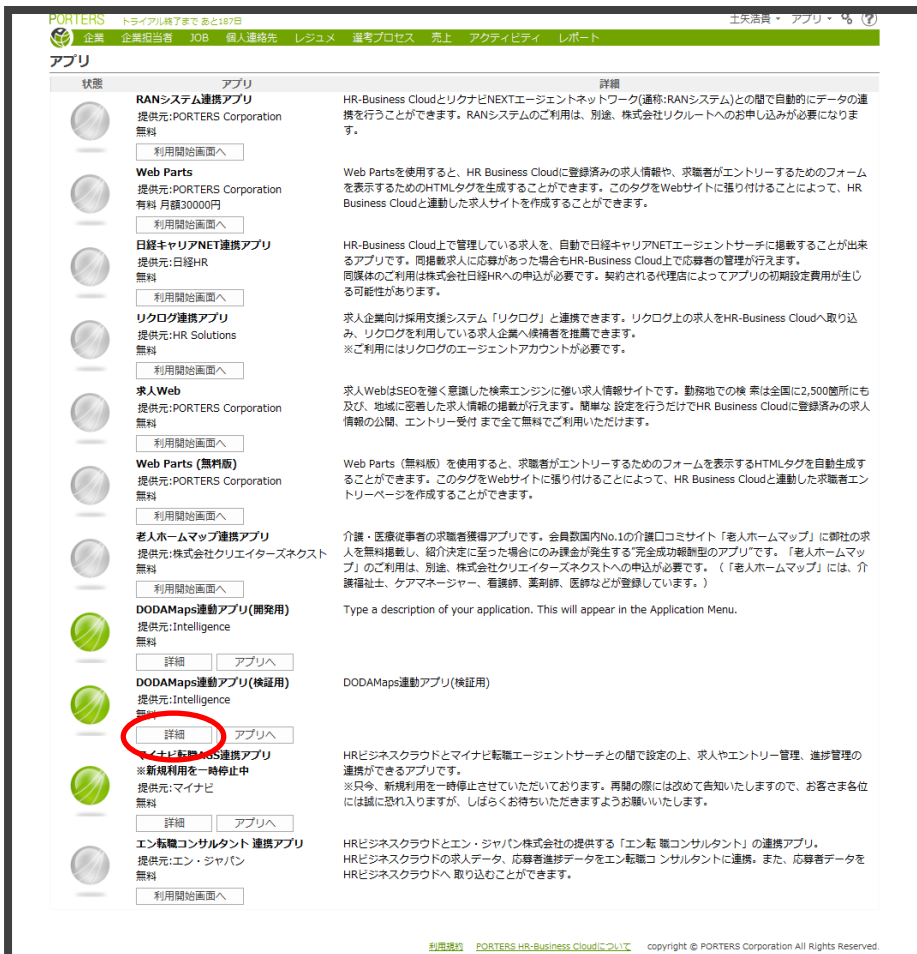 PORTERS トライアル終了まで あと187日 土矢浩貴 アプリ
企業 企業担当者 JOB 個人連絡先 レジュメ 選考プロセス 売上 アクティビティ レポート
アプリ
状態 アプリ 詳細
RANシステム連携アプリ
提供元:PORTERS Corporation
無料
利用開始画面へ
HR-Business CloudとリクナビNEXTエージェントネットワーク(通称:RANシステム)との間で自動的にデータの連
携を行うことができます。RANシステムのご利用は、別途、株式会社リクルートへのお申し込みが必要になりま
す。
Web Parts
提供元:PORTERS Corporation
有料 月額30000円
利用開始画面へ
Web Partsを使用すると、HR Business Cloudに登録済みの求人情報や、求職者がエントリーするためのフォーム
を表示するためのHTMLタグを生成することができます。このタグをWebサイトに張り付けることによって、HR
Business Cloudと連動した求人サイトを作成することができます。
日経キャリアNET連携アプリ
提供元:日経HR
無料
利用開始画面へ
HR-Business Cloud上で管理している求人を、自動で日経キャリアNETエージェントサーチに掲載することが出来
るアプリです。同掲載求人に応募があった場合もHR-Business Cloud上で応募者の管理が行えます。
同媒体のご利用は株式会社日経HRへの申込が必要です。契約される代理店によってアプリの初期設定費用が生じ
る可能性があります。
リクログ連携アプリ
提供元:HR Solutions
無料
利用開始画面へ
求人企業向け採用支援システム「リクログ」と連携できます。リクログ上の求人をHR-Business Cloudへ取り込
み、リクログを利用している求人企業へ候補者を推薦できます。
※ご利用にはリクログのエージェントアカウントが必要です。
求人Web
提供元:PORTERS Corporation
無料
利用開始画面へ
求人WebはSEOを強く意識した検索エンジンに強い求人情報サイトです。勤務地での検 索は全国に2,500箇所にも
及び、地域に密着した求人情報の掲載が行えます。簡単な 設定を行うだけでHR Business Cloudに登録済みの求人
情報の公開、エントリー受付 まで全て無料でご利用いただけます。
Web Parts (無料版)
提供元:PORTERS Corporation
無料
利用開始画面へ
Web Parts（無料版）を使用すると、求職者がエントリーするためのフォームを表示するHTMLタグを自動生成す
ることができます。このタグをWebサイトに張り付けることによって、HR Business Cloudと連動した求職者エン
トリーページを作成することができます。
老人ホームマップ連携アプリ
提供元:株式会社クリエイターズネクスト
無料
利用開始画面へ
介護・医療従事者の求職者獲得アプリです。会員数国内No.1の介護口コミサイト「老人ホームマップ」に御社の求
人を無料掲載し、紹介決定に至った場合にのみ課金が発生する"完全成功報酬型のアプリ"です。「老人ホームマッ
プ」のご利用は、別途、株式会社クリエイターズネクストへの申込が必要です。（「老人ホームマップ」には、介
護福祉士、ケアマネージャー、看護師、薬剤師、医師などが登録しています。）
DODAMaps連動アプリ(開発用)
提供元:Intelligence
無料
詳細 アプリへ
Type a description of your application. This will appear in the Application Menu.
DODAMaps連動アプリ(検証用)
提供元:Intelligence
無料
詳細 アプリへ
DODAMaps連動アプリ(検証用)
マイナビ転職AGS連携アプリ
※新規利用を一時停止中
提供元:マイナビ
無料
詳細 アプリへ
HRビジネスクラウドとマイナビ転職エージェントサーチとの間で設定の上、求人やエントリー管理、進捗管理の
連携ができるアプリです。
※只今、新規利用を一時停止させていただいております。再開の際には改めて告知いたしますので、お客さま各位
には誠に恐れ入りますが、しばらくお待ちいただきますようお願いいたします。
エン転職コンサルタント 連携アプリ
提供元:エン・ジャパン
無料
利用開始画面へ
HRビジネスクラウドとエン・ジャパン株式会社の提供する「エン転 職コンサルタント」の連携アプリ。
HRビジネスクラウドの求人データ、応募者進捗データをエン転職コ ンサルタントに連携。また、応募者データを
HRビジネスクラウドへ 取り込むことができます。
利用規約 PORTERS HR-Business Cloudについて copyright © PORTERS Corporation All Rights Reserved.